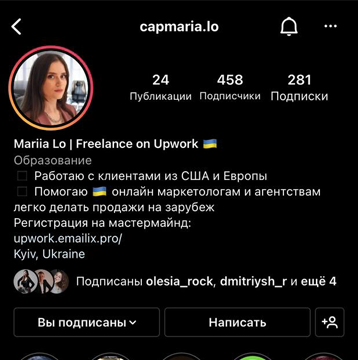 capmaria.lo
24 458 281
Публикации Подписчики Подписки
Mariia Lo | Freelance on Upwork 🇺🇦
Образование
Работаю с клиентами из США и Европы
Помогаю 🇺🇦 онлайн маркетологам и агентствам
легко делать продажи на зарубеж
Регистрация на мастермайнд:
upwork.emailix.pro/
Kyiv, Ukraine
Подписаны olesia_rock, dmitriysh_r и ещё 4
Вы подписаны Написать